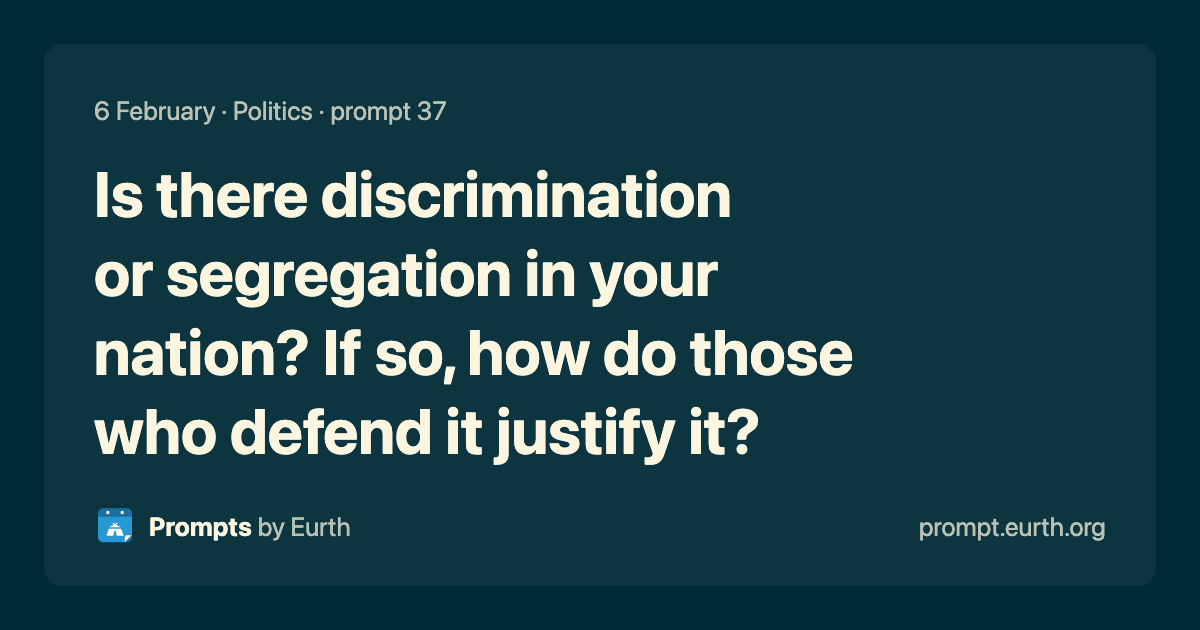 6 February · Politics · prompt 37
Is there discrimination
or segregation in your
nation? If so, how do those
who defend it justify it?
Prompts by Eurth
prompt.eurth.org